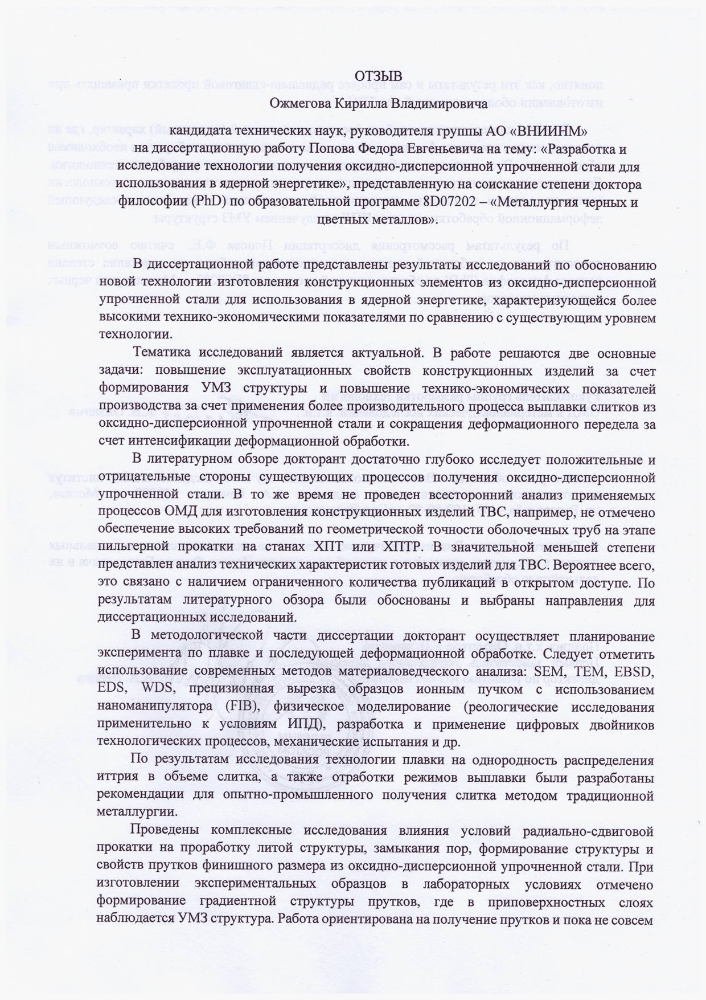 ОТЗЫВ
Ожмегова Кирилла Владимировича
кандидата технических наук, руководителя группы АО «ВНИИНМ»
на диссертационную работу Попова Федора Евгеньевича на тему: «Разработка и
исследование технологии получения оксидно-дисперсионной упрочненной стали для
использования в ядерной энергетике», представленную на соискание степени доктора
философии (PhD) по образовательной программе 8D07202 – «Металлургия черных и
цветных металлов».
В диссертационной работе представлены результаты исследований по обоснованию
новой технологии изготовления конструкционных элементов из оксидно-дисперсионной
упрочненной стали для использования в ядерной энергетике, характеризующейся более
высокими технико-экономическими показателями по сравнению с существующим уровнем
технологии.
Тематика исследований является актуальной. В работе решаются две основные
задачи: повышение эксплуатационных свойств конструкционных изделий за счет
формирования УМЗ структуры и повышение технико-экономических показателей
производства за счет применения более производительного процесса выплавки слитков из
оксидно-дисперсионной упрочненной стали и сокращения деформационного передела за
счет интенсификации деформационной обработки.
В литературном обзоре докторант достаточно глубоко исследует положительные и
отрицательные стороны существующих процессов получения оксидно-дисперсионной
упрочненной стали. В то же время не проведен всесторонний анализ применяемых
процессов ОМД для изготовления конструкционных изделий ТВС, например, не отмечено
обеспечение высоких требований по геометрической точности оболочечных труб на этапе
пильгерной прокатки на станах ХПТ или ХПТР. В значительной меньшей степени
представлен анализ технических характеристик готовых изделий для ТВС. Вероятнее всего,
это связано с наличием ограниченного количества публикаций в открытом доступе. По
результатам литературного обзора были обоснованы и выбраны направления для
диссертационных исследований.
В методологической части диссертации докторант осуществляет планирование
эксперимента по плавке и последующей деформационной обработке. Следует отметить
использование современных методов материаловедческого анализа: SEM, TEM, EBSD,
EDS, WDS, прецизионная вырезка образцов ионным пучком с использованием
наноманипулятора (FIB), физическое моделирование (реологические исследования
применительно к условиям ИПД), разработка и применение цифровых двойников
технологических процессов, механические испытания и др.
По результатам исследования технологии плавки на однородность распределения
иттрия в объеме слитка, а также отработки режимов выплавки были разработаны
рекомендации для опытно-промышленного получения слитка методом традиционной
металлургии.
Проведены комплексные исследования влияния условий радиально-сдвиговой
прокатки на проработку литой структуры, замыкания пор, формирование структуры и
свойств прутков финишного размера из оксидно-дисперсионной упрочненной стали. При
изготовлении экспериментальных образцов в лабораторных условиях отмечено
формирование градиентной структуры прутков, где в приповерхностных слоях
наблюдается УМЗ структура. Работа ориентирована на получение прутков и пока не совсем